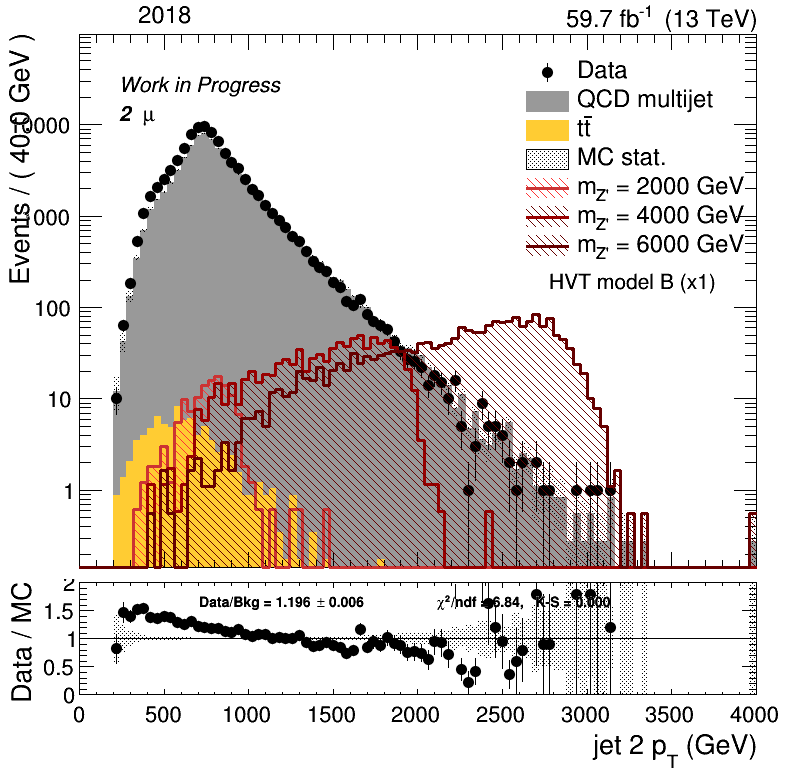 2018
59.7 fb⁻¹ (13 TeV)
Events / ( 40.0 GeV )
Work in Progress
2 μ
Data
QCD multijet
tt̄
MC stat.
m_Z' = 2000 GeV
m_Z' = 4000 GeV
m_Z' = 6000 GeV
HVT model B (x1)
100
10
1
Data / MC
2
1.5
1
0.5
0
Data/Bkg = 1.196 ± 0.006
χ²/ndf = 6.84, K-S = 0.000
0 500 1000 1500 2000 2500 3000 3500 4000
jet 2 p_T (GeV)